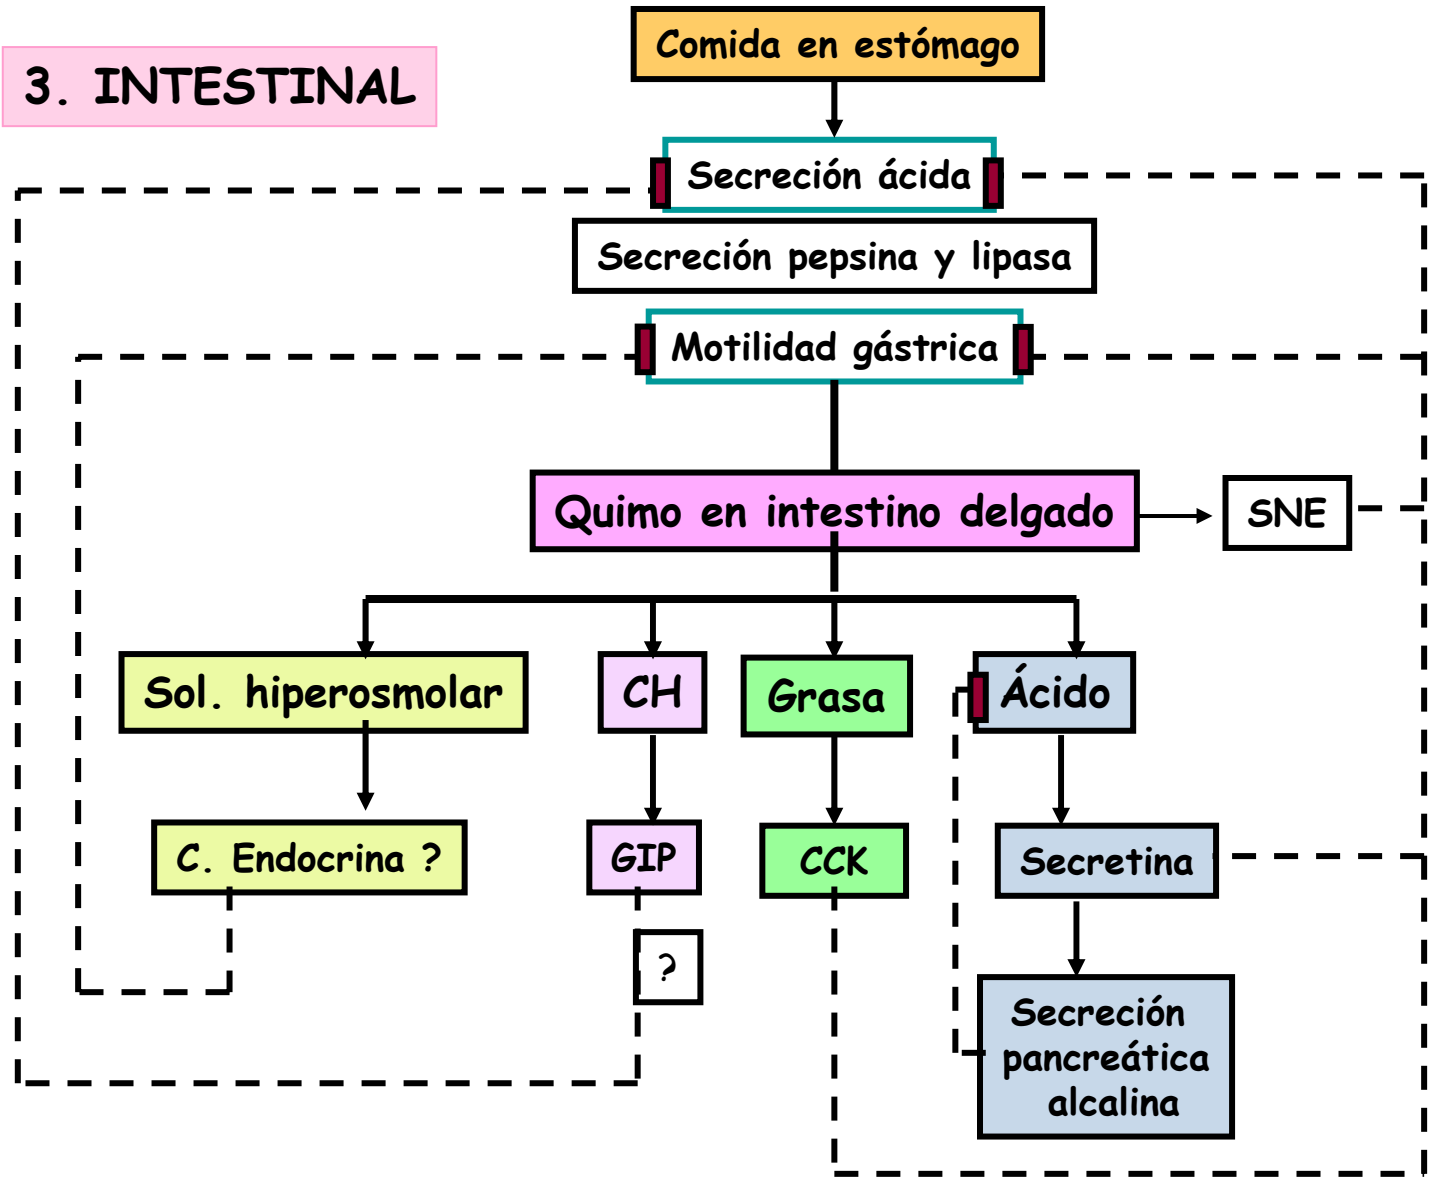 3. INTESTINAL
Comida en estómago
Secreción ácida
Secreción pepsina y lipasa
Motilidad gástrica
Quimo en intestino delgado
SNE
Sol. hiperosmolar
CH
Grasa
Ácido
C. Endocrina ?
GIP
CCK
Secretina
?
Secreción
pancreática
alcalina